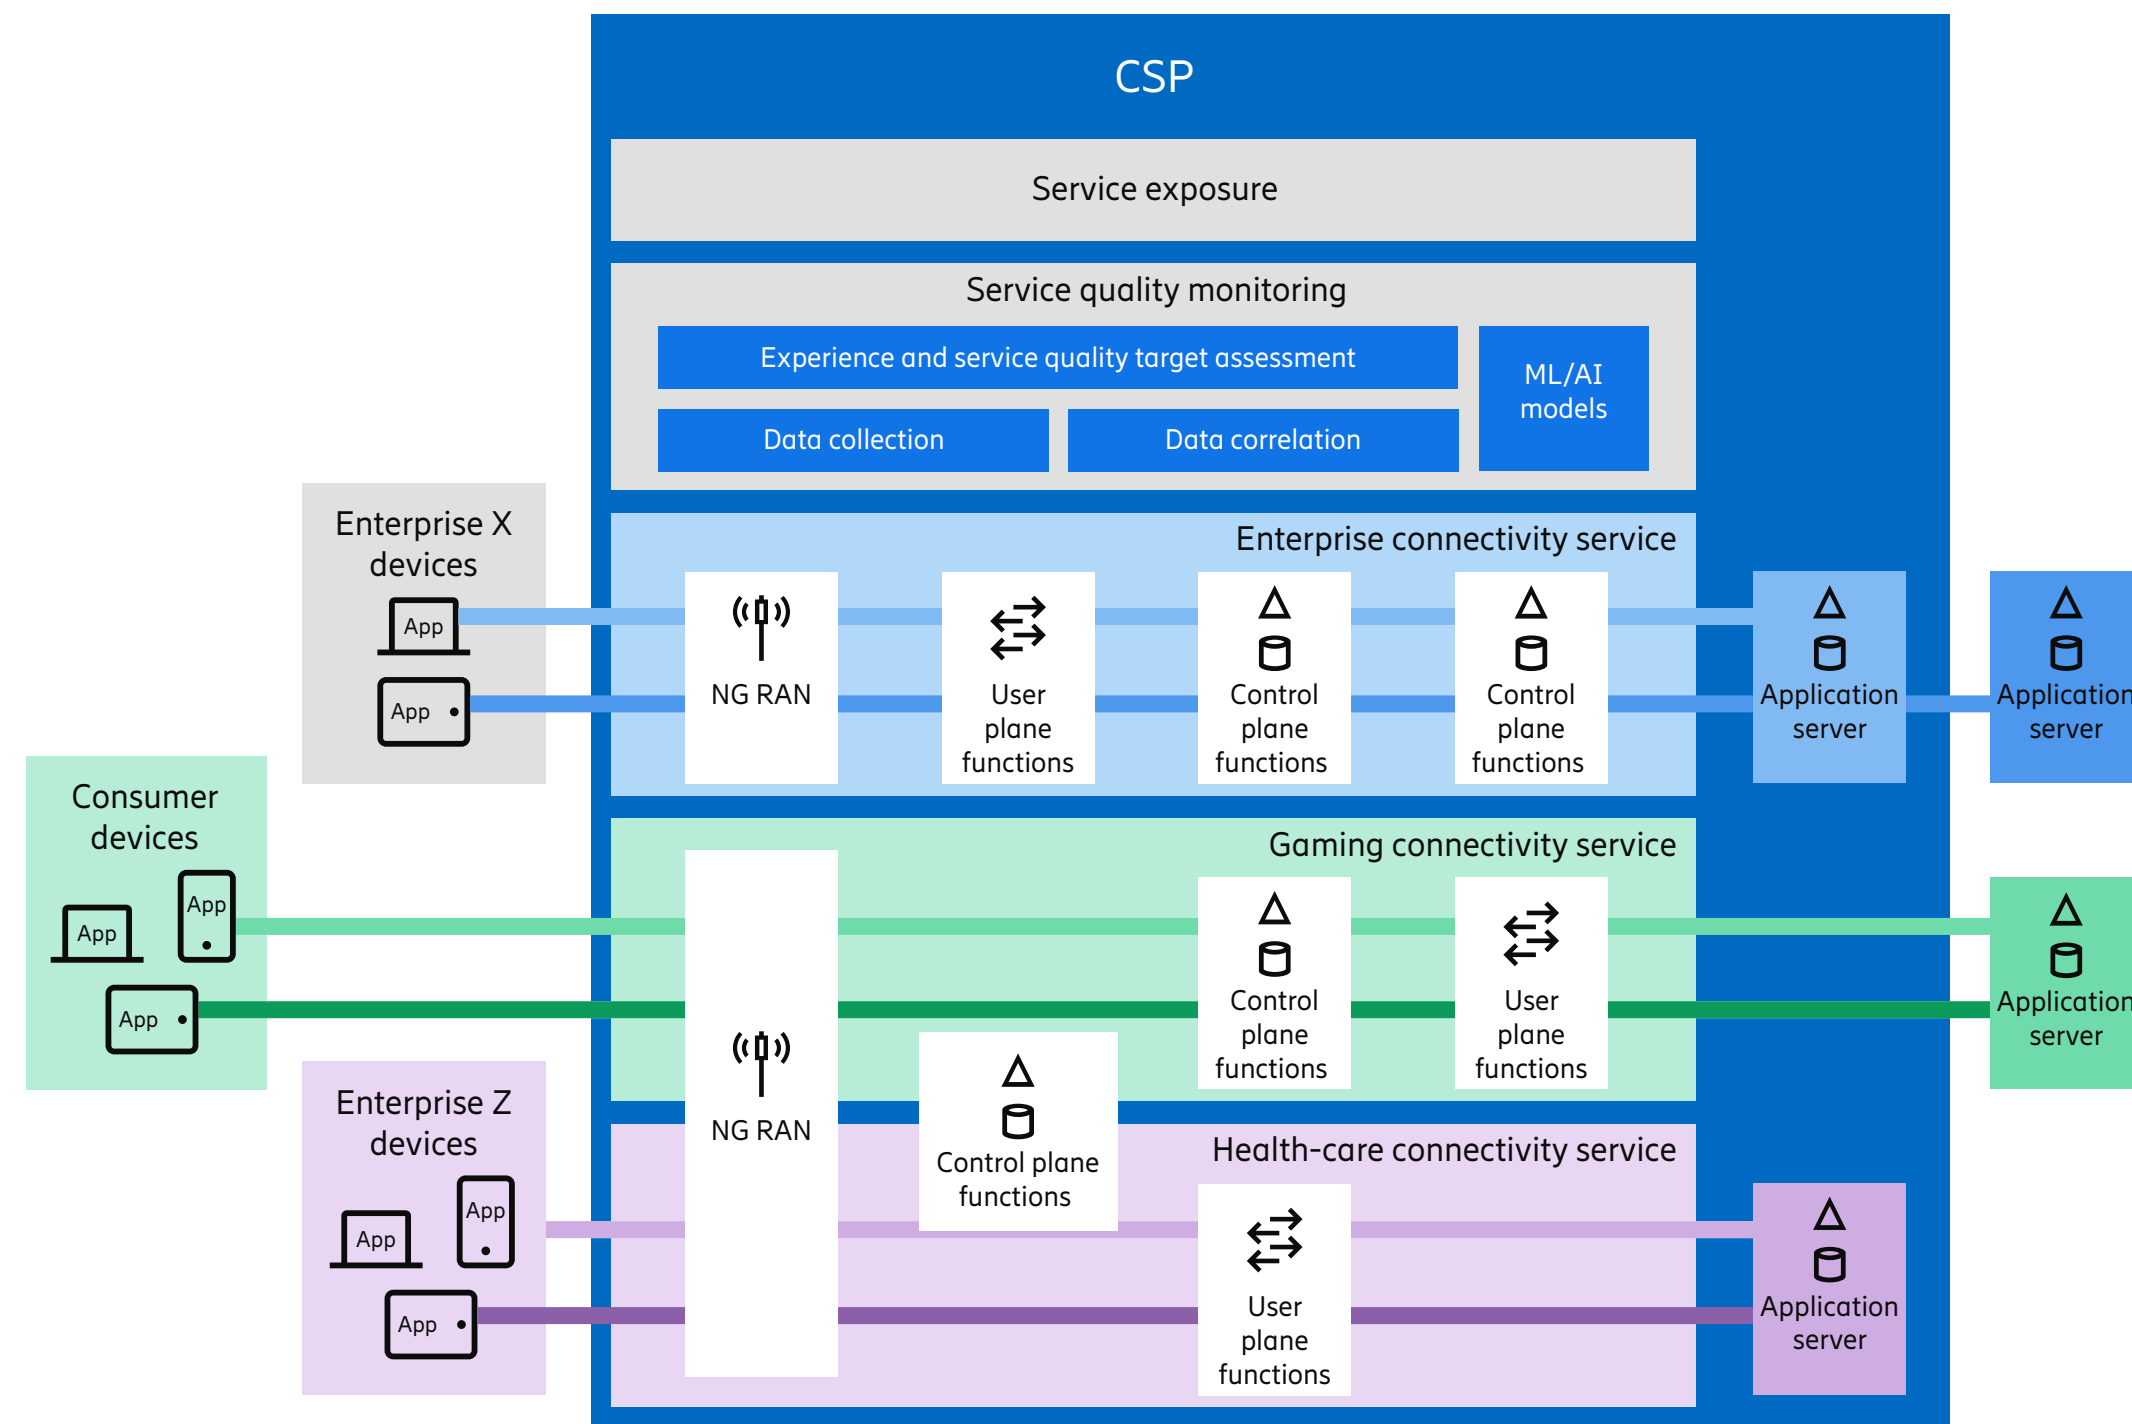 CSP
Service exposure
Service quality monitoring
Experience and service quality target assessment
ML/AI
models
Data collection
Data correlation
Enterprise X
devices
App
App
Enterprise connectivity service
NG RAN
User
plane
functions
Control
plane
functions
Control
plane
functions
Application
server
Application
server
Consumer
devices
App
App
App
Gaming connectivity service
Control
plane
functions
User
plane
functions
Application
server
NG RAN
Control plane
functions
Enterprise Z
devices
App
App
App
Health-care connectivity service
User
plane
functions
Application
server